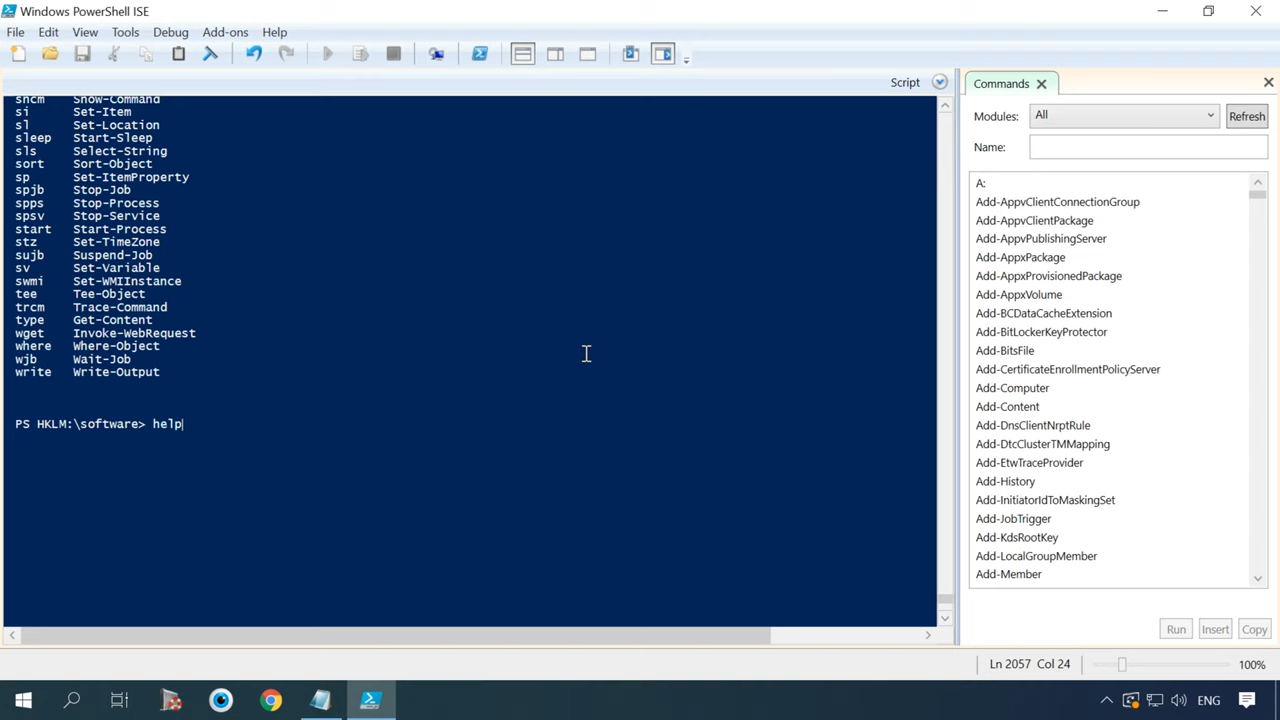 Windows PowerShell ISE
File Edit View Tools Debug Add-ons Help
Script
sncm Show-Command
si Set-Item
sl Set-Location
sleep Start-Sleep
sls Select-String
sort Sort-Object
sp Set-ItemProperty
spjb Stop-Job
spps Stop-Process
spsv Stop-Service
start Start-Process
stz Set-TimeZone
sujb Suspend-Job
sv Set-Variable
swmi Set-WMIInstance
tee Tee-Object
trcm Trace-Command
type Get-Content
wget Invoke-WebRequest
where Where-Object
wjb Wait-Job
write Write-Output
PS HKLM:\software> help
Commands
Modules: All Refresh
Name:
A:
Add-AppvClientConnectionGroup
Add-AppvClientPackage
Add-AppvPublishingServer
Add-AppxPackage
Add-AppxProvisionedPackage
Add-AppxVolume
Add-BCDataCacheExtension
Add-BitLockerKeyProtector
Add-BitsFile
Add-CertificateEnrollmentPolicyServer
Add-Computer
Add-Content
Add-DnsClientNrptRule
Add-DtcClusterTMMapping
Add-EtwTraceProvider
Add-History
Add-InitiatorIdToMaskingSet
Add-JobTrigger
Add-KdsRootKey
Add-LocalGroupMember
Add-Member
Run Insert Copy
Ln 2057 Col 24 100%
ENG